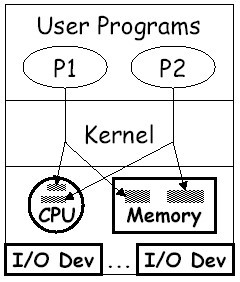 User Programs
P1 P2
Kernel
CPU Memory
I/O Dev ... I/O Dev